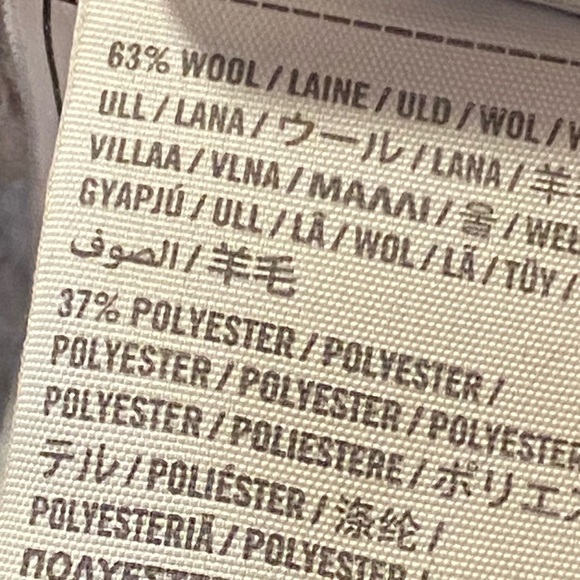 63% WOOL / LAINE / ULD / WOL /
ULL / LANA / ウール / LANA / 羊
VILLAA / VLNA / ΜΑΛΛΙ / 울 /
GYAPJÚ / ULL / LÃ / WOL / LÃ / TÜY /
الصوف / 羊毛
37% POLYESTER / POLYESTER /
POLYESTER / POLYESTER / POLYESTER
POLYESTER / POLIESTERE / ポリエ
テル / POLIÉSTER / 涤纶 /
POLYESTERIÄ / POLYESTER /